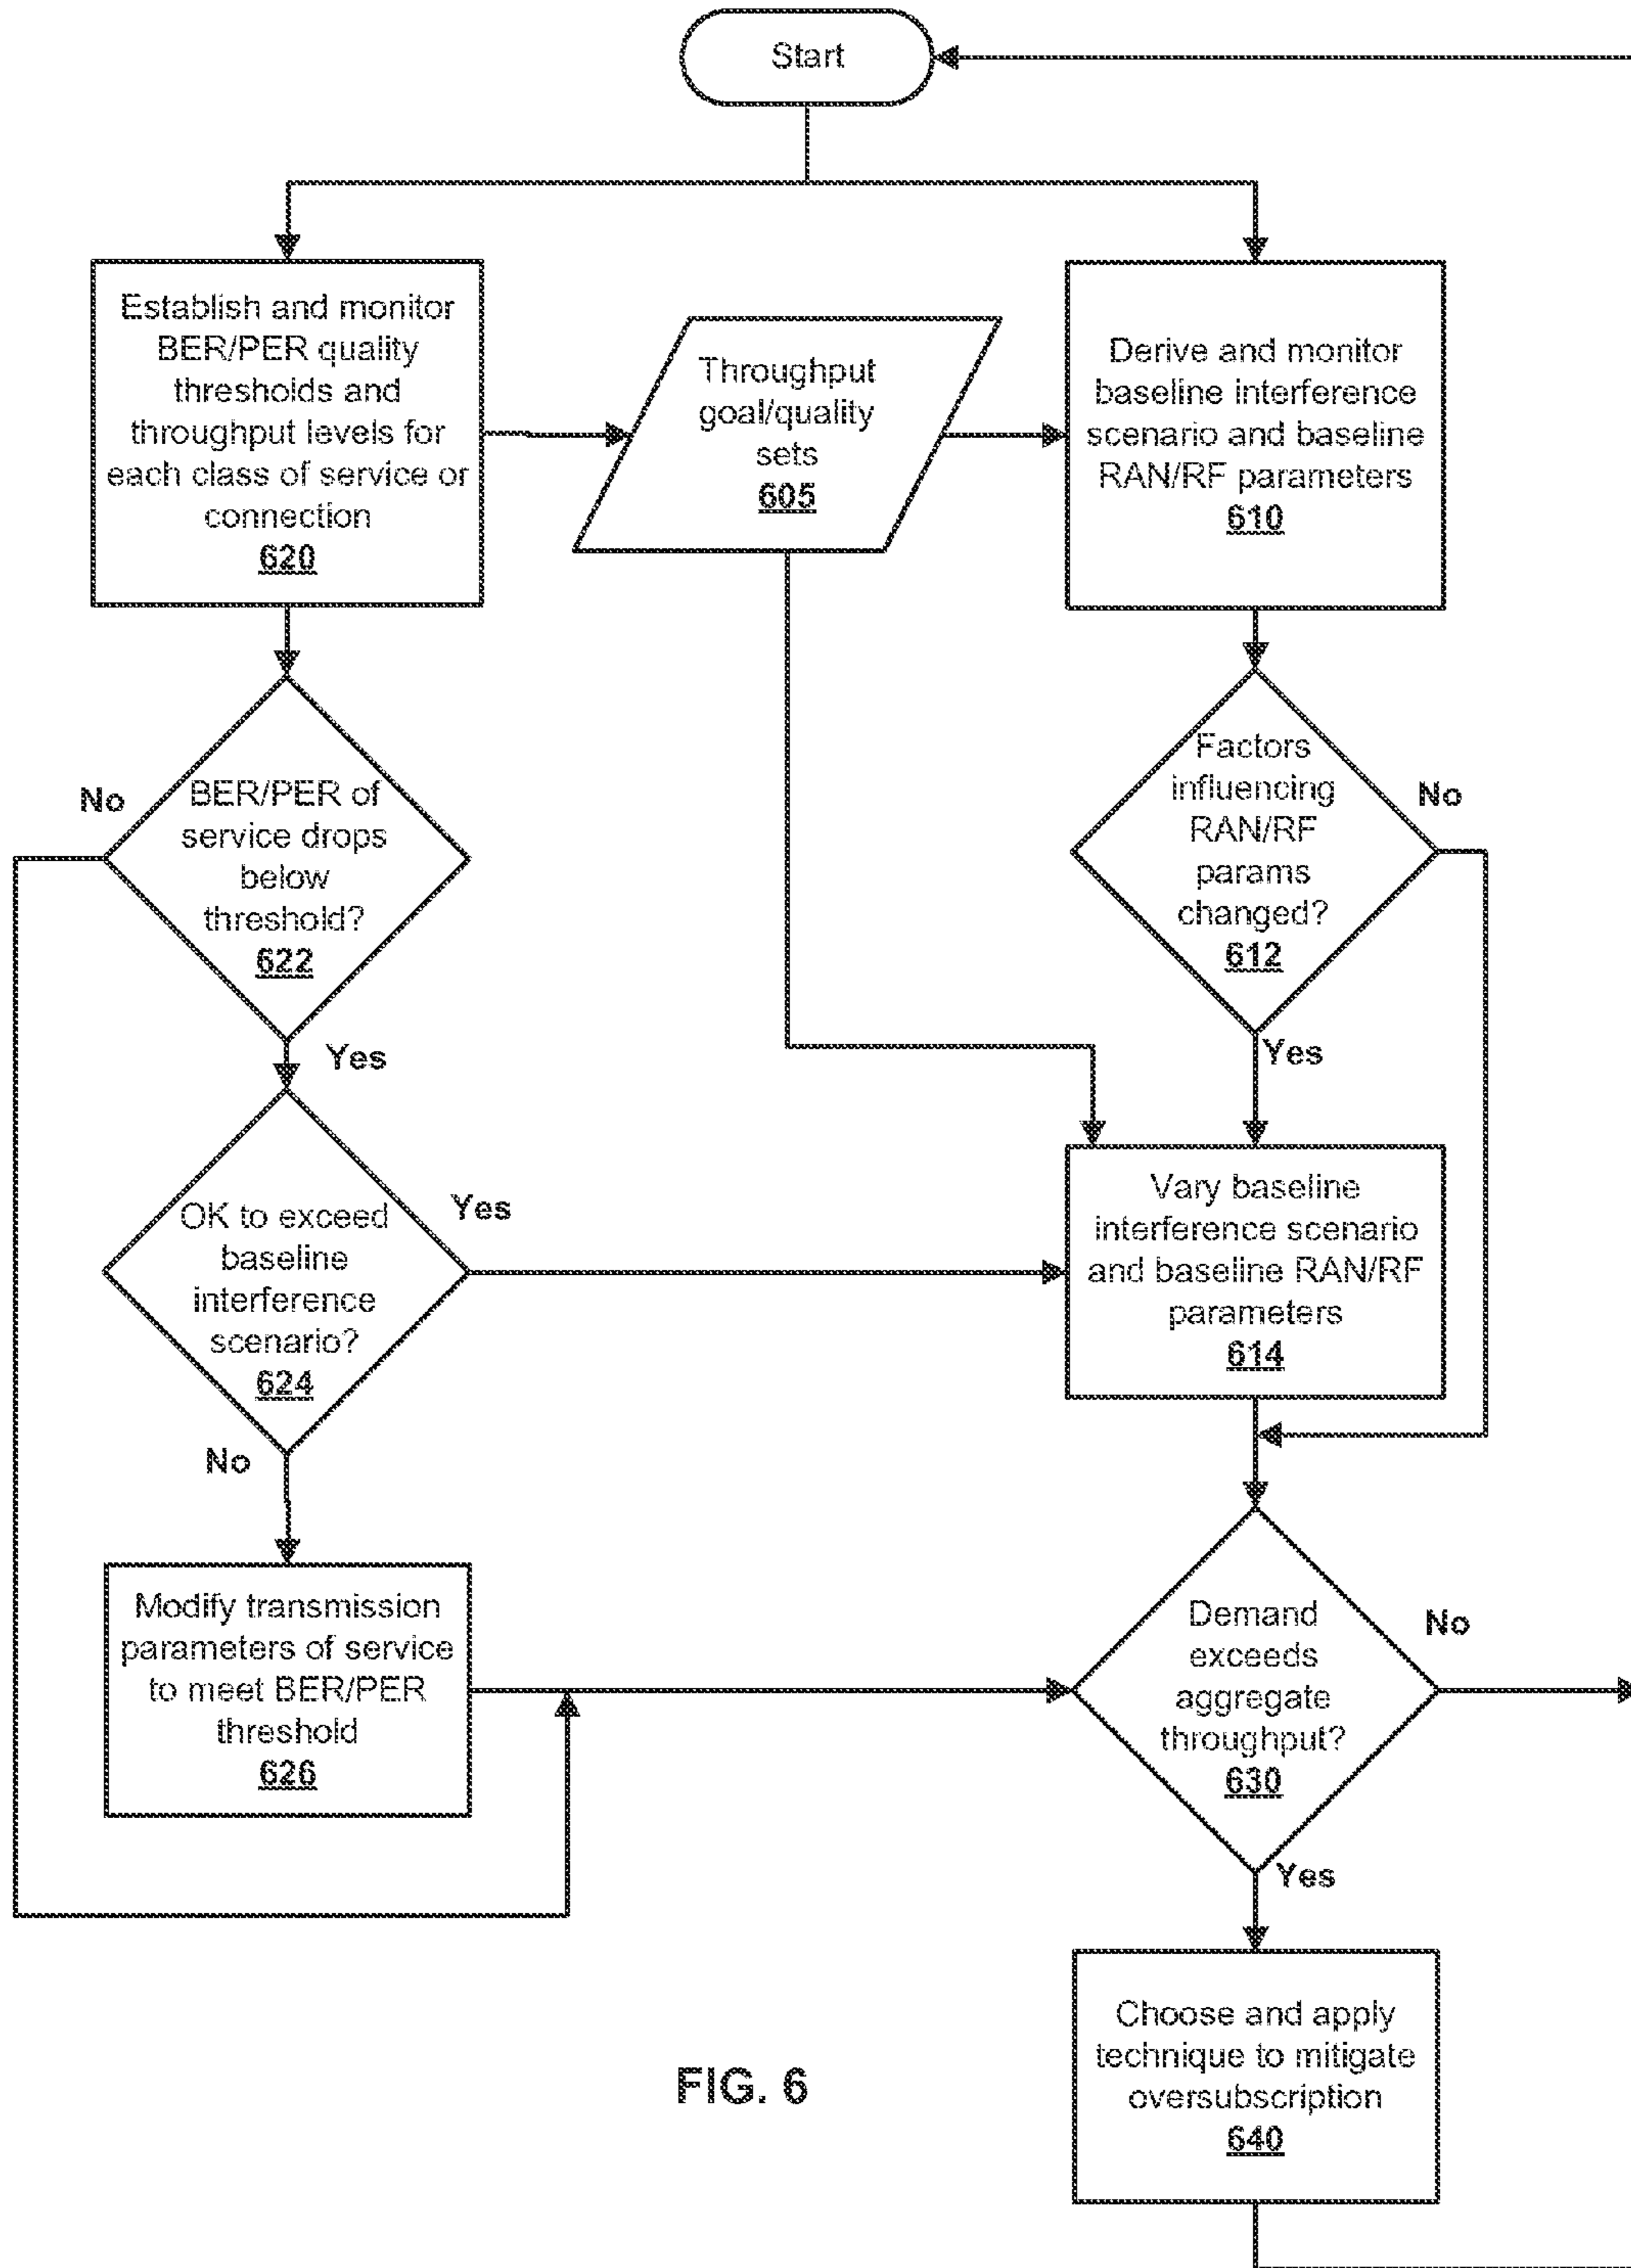 Start
Establish and monitor
BER/PER quality
thresholds and
throughput levels for
each class of service or
connection
620
Throughput
goal/quality
sets
605
Derive and monitor
baseline interference
scenario and baseline
RAN/RF parameters
610
No
BER/PER of
service drops
below
threshold?
622
Yes
Factors
influencing
RAN/RF
params
changed?
612
No
Yes
OK to exceed
baseline
interference
scenario?
624
Yes
No
Vary baseline
interference scenario
and baseline RAN/RF
parameters
614
Modify transmission
parameters of service
to meet BER/PER
threshold
626
Demand
exceeds
aggregate
throughput?
630
No
Yes
Choose and apply
technique to mitigate
oversubscription
640
FIG. 6